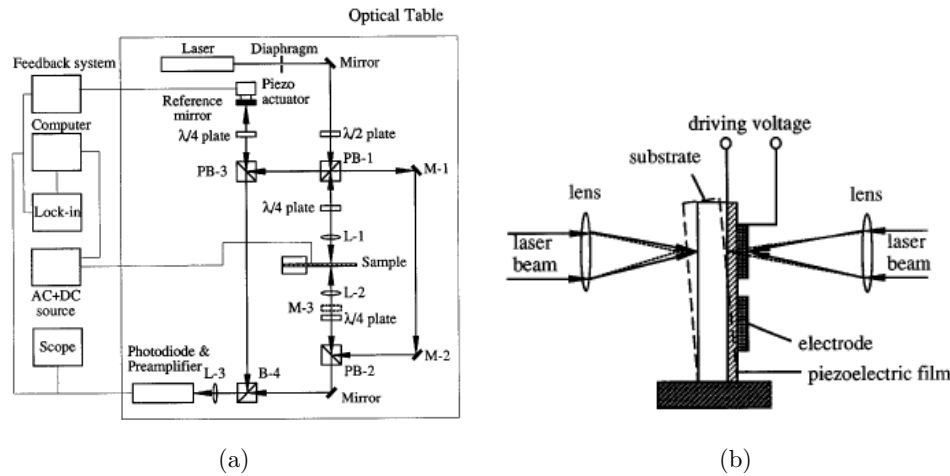 Optical Table
Laser
Diaphragm
Mirror
Feedback system
Piezo
actuator
Reference
mirror
Computer
λ/4 plate
λ/2 plate
PB-3
PB-1
M-1
Lock-in
λ/4 plate
L-1
Sample
AC+DC
source
L-2
M-3
λ/4 plate
Scope
Photodiode &
Preamplifier
L-3
B-4
PB-2
M-2
Mirror
(a)
driving voltage
substrate
lens
lens
laser
beam
laser
beam
electrode
piezoelectric film
(b)